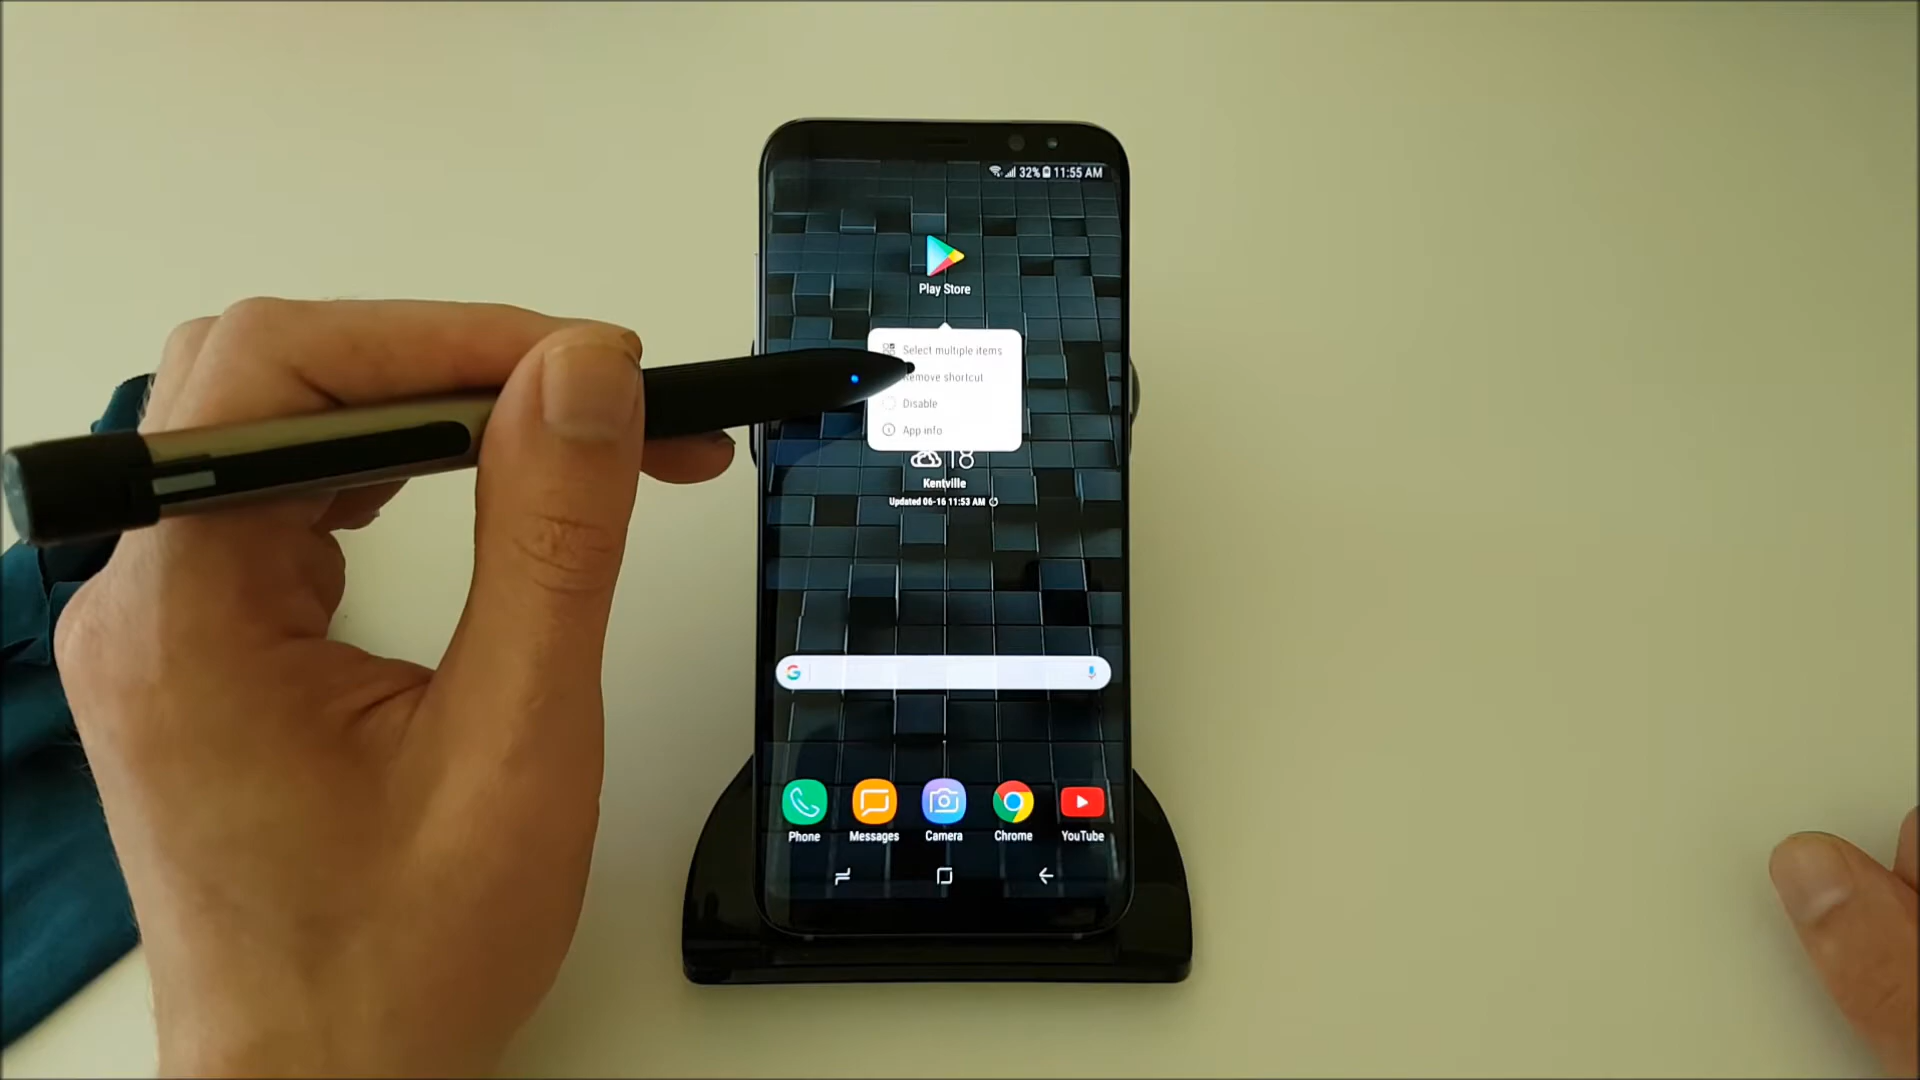 32% 11:55 AM
Play Store
Select multiple items
emove shortcut
Disable
App info
18
Kentville
Updated 06-16 11:53 AM
G
Phone
Messages
Camera
Chrome
YouTube